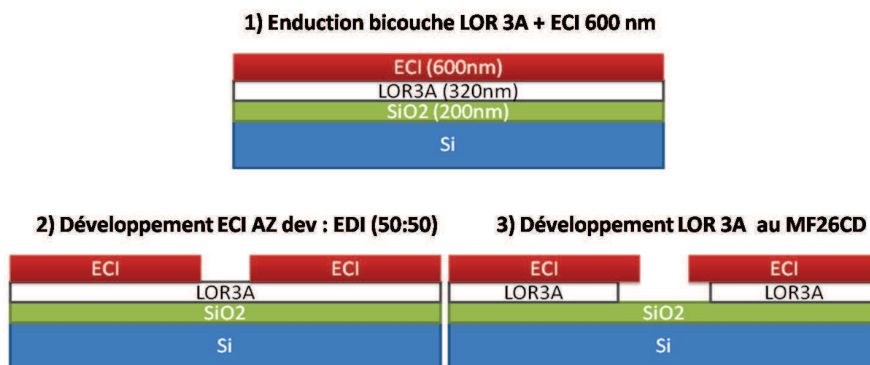 1) Enduction bicouche LOR 3A + ECI 600 nm
ECI (600nm)
LOR3A (320nm)
SiO2 (200nm)
Si
2) Développement ECI AZ dev : EDI (50:50)
ECI ECI
LOR3A
SiO2
Si
3) Développement LOR 3A au MF26CD
ECI ECI
LOR3A LOR3A
SiO2
Si